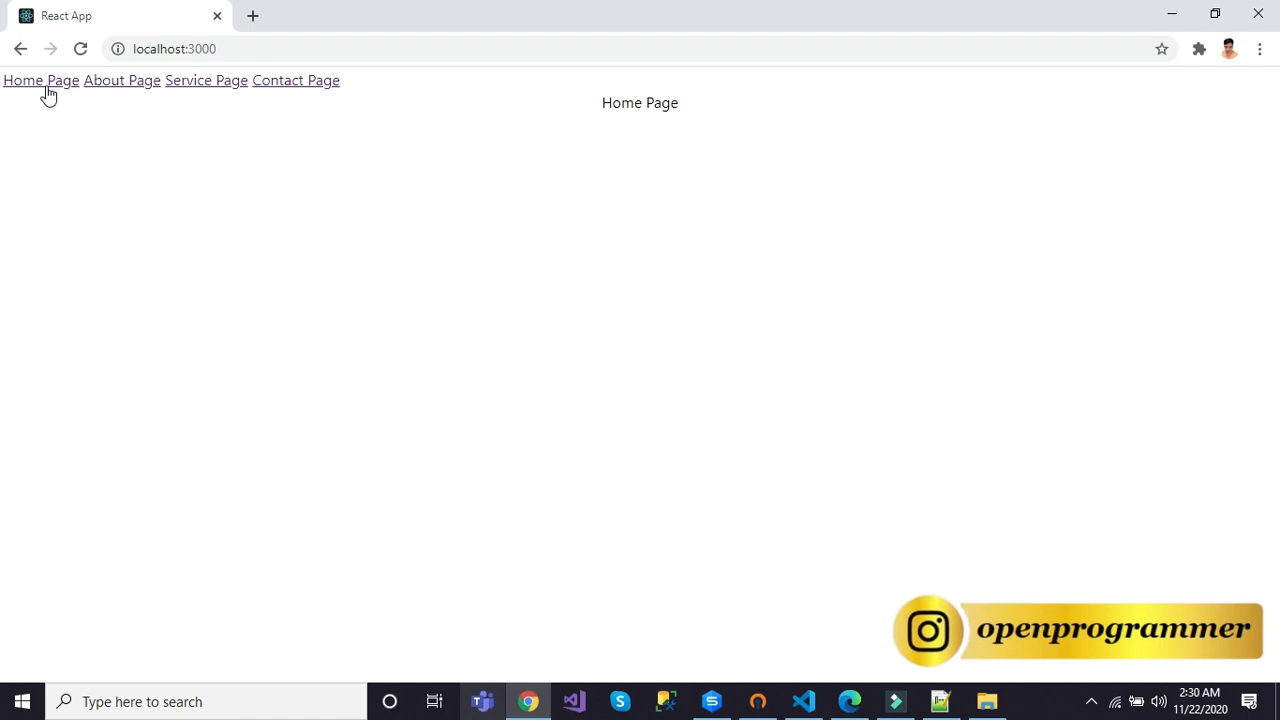 React App
localhost:3000
Home Page About Page Service Page Contact Page
Home Page
openprogrammer
Type here to search
2:30 AM
11/22/2020